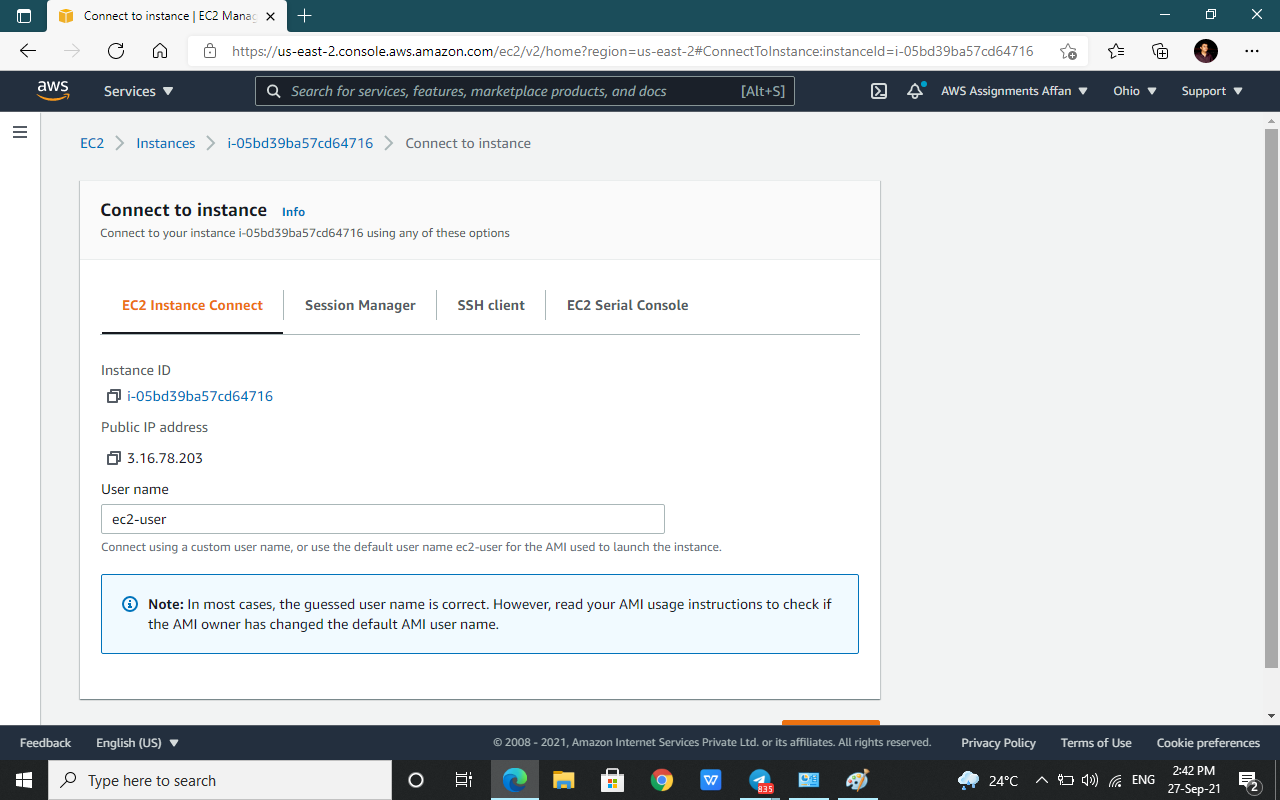 Connect to instance | EC2 Mana
https://us-east-2.console.aws.amazon.com/ec2/v2/home?region=us-east-2#ConnectToInstance:instanceId=i-05bd39ba57cd64716
aws Services Search for services, features, marketplace products, and docs [Alt+S] AWS Assignments Affan Ohio Support
EC2 Instances i-05bd39ba57cd64716 Connect to instance
Connect to instance Info
Connect to your instance i-05bd39ba57cd64716 using any of these options
EC2 Instance Connect Session Manager SSH client EC2 Serial Console
Instance ID
i-05bd39ba57cd64716
Public IP address
3.16.78.203
User name
ec2-user
Connect using a custom user name, or use the default user name ec2-user for the AMI used to launch the instance.
Note: In most cases, the guessed user name is correct. However, read your AMI usage instructions to check if
the AMI owner has changed the default AMI user name.
Feedback English (US) © 2008 - 2021, Amazon Internet Services Private Ltd. or its affiliates. All rights reserved. Privacy Policy Terms of Use Cookie preferences
Type here to search 835 24°C ENG 2:42 PM
27-Sep-21 2